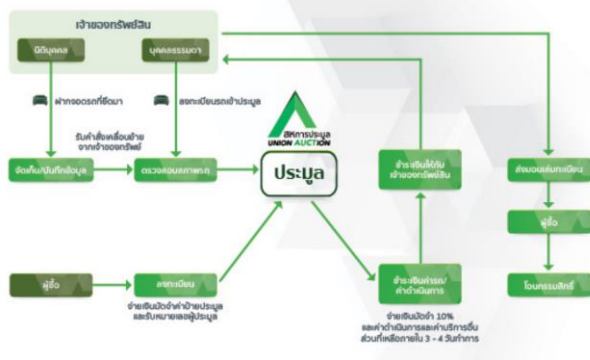 เจ้าของทรัพย์สิน
นิติบุคคล
บุคคลธรรมดา
ฝากจอดรถที่ยึดมา
ลงทะเบียนรถเข้าประมูล
รับคำสั่งเคลื่อนย้าย
จากเจ้าของทรัพย์
สหการประมูล
UNION AUCTION
จัดเก็บ/บันทึกข้อมูล
ตรวจสอบสภาพรถ
ประมูล
ชำระเงินให้กับ
เจ้าของทรัพย์สิน
ส่งมอบเล่มทะเบียน
ผู้ซื้อ
ผู้ซื้อ
ลงทะเบียน
ชำระเงินค่ารถ/
ค่าดำเนินการ
โอนกรรมสิทธิ์
จ่ายเงินมัดจำค่าป้ายประมูล
และรับหมายเลขผู้ประมูล
จ่ายเงินมัดจำ 10%
และค่าดำเนินการและค่าบริการอื่น
ส่วนที่เหลือภายใน 3 - 4 วันทำการ